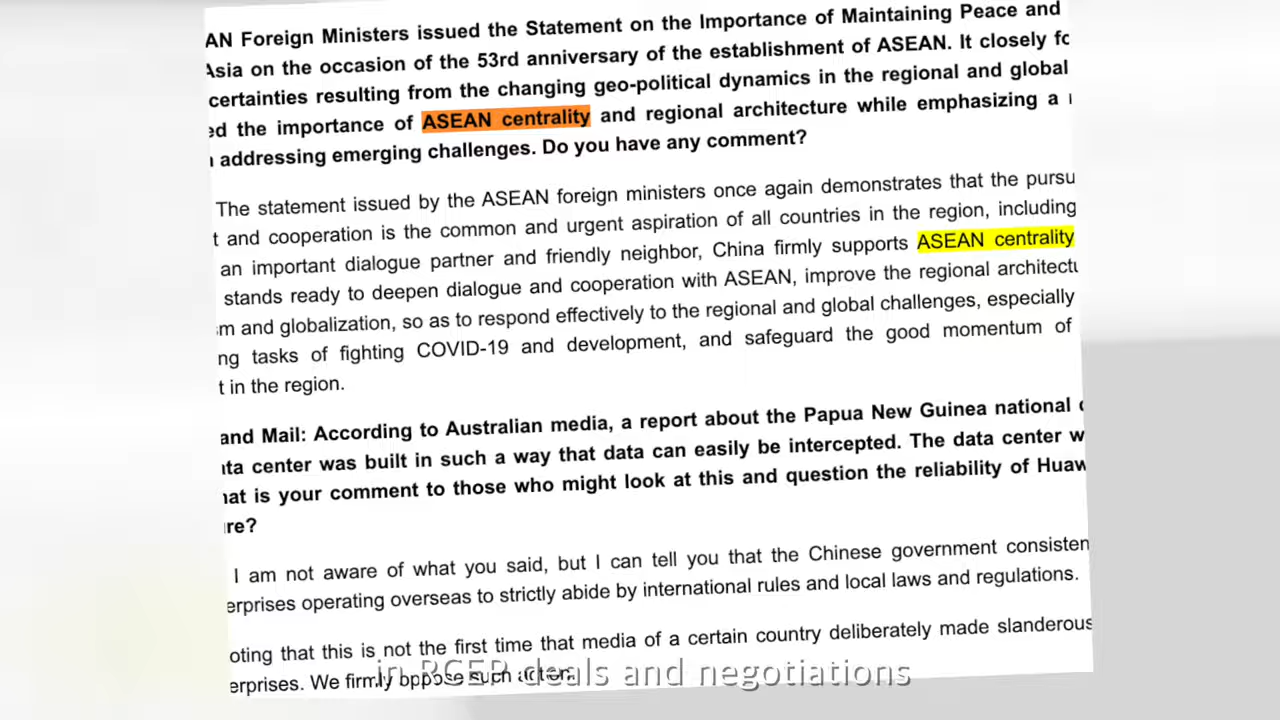 AN Foreign Ministers issued the Statement on the Importance of Maintaining Peace and
Asia on the occasion of the 53rd anniversary of the establishment of ASEAN. It closely fo
certainties resulting from the changing geo-political dynamics in the regional and global
ed the importance of ASEAN centrality and regional architecture while emphasizing a
addressing emerging challenges. Do you have any comment?
The statement issued by the ASEAN foreign ministers once again demonstrates that the pursu
t and cooperation is the common and urgent aspiration of all countries in the region, including
an important dialogue partner and friendly neighbor, China firmly supports ASEAN centrality
stands ready to deepen dialogue and cooperation with ASEAN, improve the regional architectu
m and globalization, so as to respond effectively to the regional and global challenges, especially
ng tasks of fighting COVID-19 and development, and safeguard the good momentum of
t in the region.
and Mail: According to Australian media, a report about the Papua New Guinea national
ata center was built in such a way that data can easily be intercepted. The data center w
hat is your comment to those who might look at this and question the reliability of Huaw
re?
I am not aware of what you said, but I can tell you that the Chinese government consisten
erprises operating overseas to strictly abide by international rules and local laws and regulations.
oting that this is not the first time that media of a certain country deliberately made slanderous
erprises. We firmly oppose such action.
in RCEP deals and negotiations